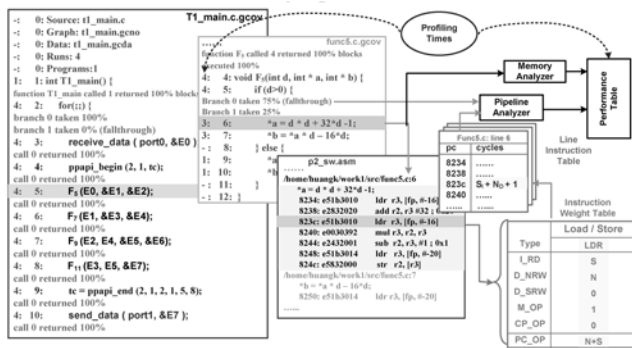 T1_main.c.gcov
-: 0: Source: t1_main.c
-: 0: Graph: t1_main.gcno
-: 0: Data: t1_main.gcda
-: 0: Runs: 4
-: 0: Programs:1
1: 1: int T1_main() {
function T1_main called 1 returned 100% blocks
4: 2: for(;;) {
branch 0 taken 100%
branch 1 taken 0% (fallthrough)
4: 3: receive_data ( port0, &E0 )
call 0 returned 100%
4: 4: ppapi_begin (2, 1, tc);
call 0 returned 100%
4: 5: F₅ (E0, &E1, &E2);
call 0 returned 100%
4: 6: F₇ (E1, &E3, &E4);
call 0 returned 100%
4: 7: F₉ (E2, E4, &E5, &E6);
call 0 returned 100%
4: 8: F₁₁ (E3, E5, &E7);
call 0 returned 100%
4: 9: tc = ppapi_end (2, 1, 2, 1, 5, 8);
call 0 returned 100%
4: 10: send_data ( port1, &E7 );
call 0 returned 100%
func5.c.gcov
......
function F₅ called 4 returned 100% blocks
executed 100%
4: 4: void F₅(int d, int * a, int * b) {
4: 5: if (d>0) {
Branch 0 taken 75% (fallthrough)
Branch 1 taken 25%
3: 6: *a = d * d + 32*d -1;
3: 7: *b = *a * d – 16*d;
- : 8: } else {
1: 9: *a
1: 10: *b
- : 11: }
- : 12: }
p2_sw.asm
......
/home/huangk/work1/src/func5.c:6
*a = d * d + 32*d -1;
8234: e51b3010 ldr r3, [fp, #-16]
8238: e2832020 add r2, r3 #32
823c: e51b3010 ldr r3, [fp, #-16]
8240: e0030392 mul r3, r2, r3
8244: e2432001 sub r2, r3, #1 ; 0x1
8248: e51b3014 ldr r3, [fp, #-20]
824c: e5832000 str r2, [r3]
/home/huangk/work1/src/func5.c:7
*b = *a * d – 16*d;
8250: e51b3014 ldr r3, [fp, #-20]
......
Profiling
Times
Memory
Analyzer
Pipeline
Analyzer
Performance
Table
Func5.c: line 6
pc cycles
8234 ......
8238 ......
823c
8240 ......
...... ......
Line
Instruction
Table
Instruction
Weight Table
Load / Store
Type LDR
I_RD S
D_NRW N
D_SRW 0
M_OP 1
CP_OP 0
PC_OP N+S